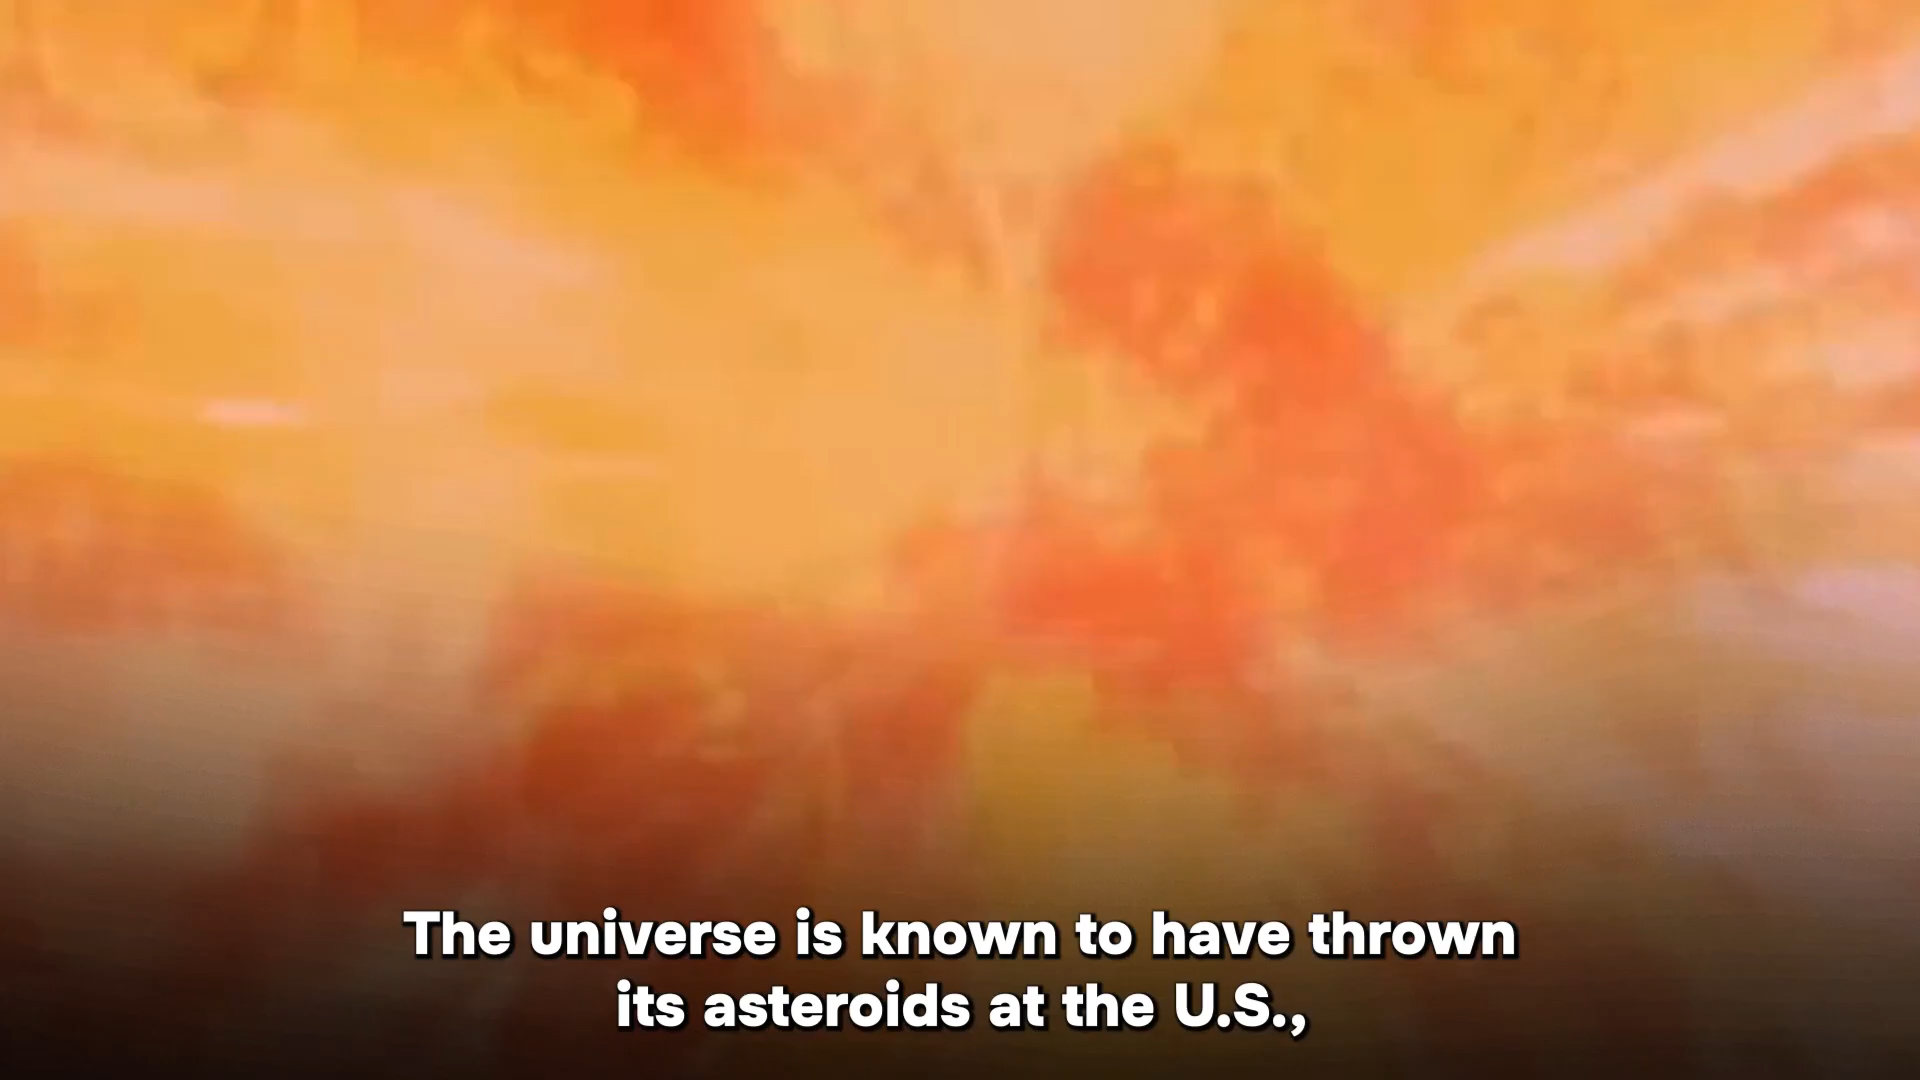 The universe is known to have thrown
its asteroids at the U.S.,